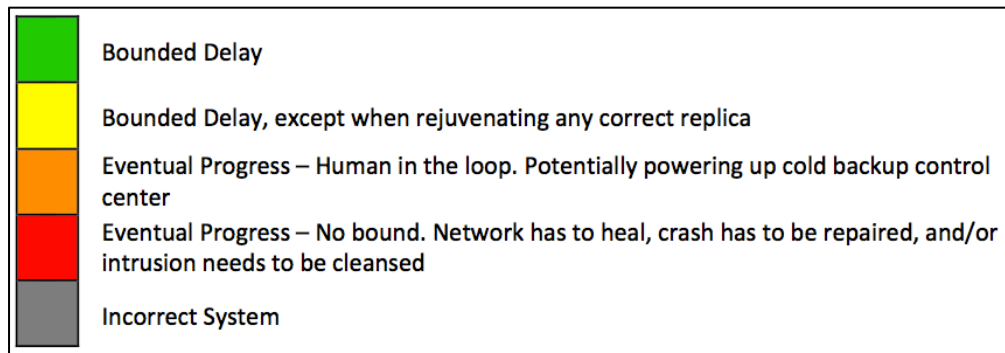 Bounded Delay
Bounded Delay, except when rejuvenating any correct replica
Eventual Progress – Human in the loop. Potentially powering up cold backup control
center
Eventual Progress – No bound. Network has to heal, crash has to be repaired, and/or
intrusion needs to be cleansed
Incorrect System